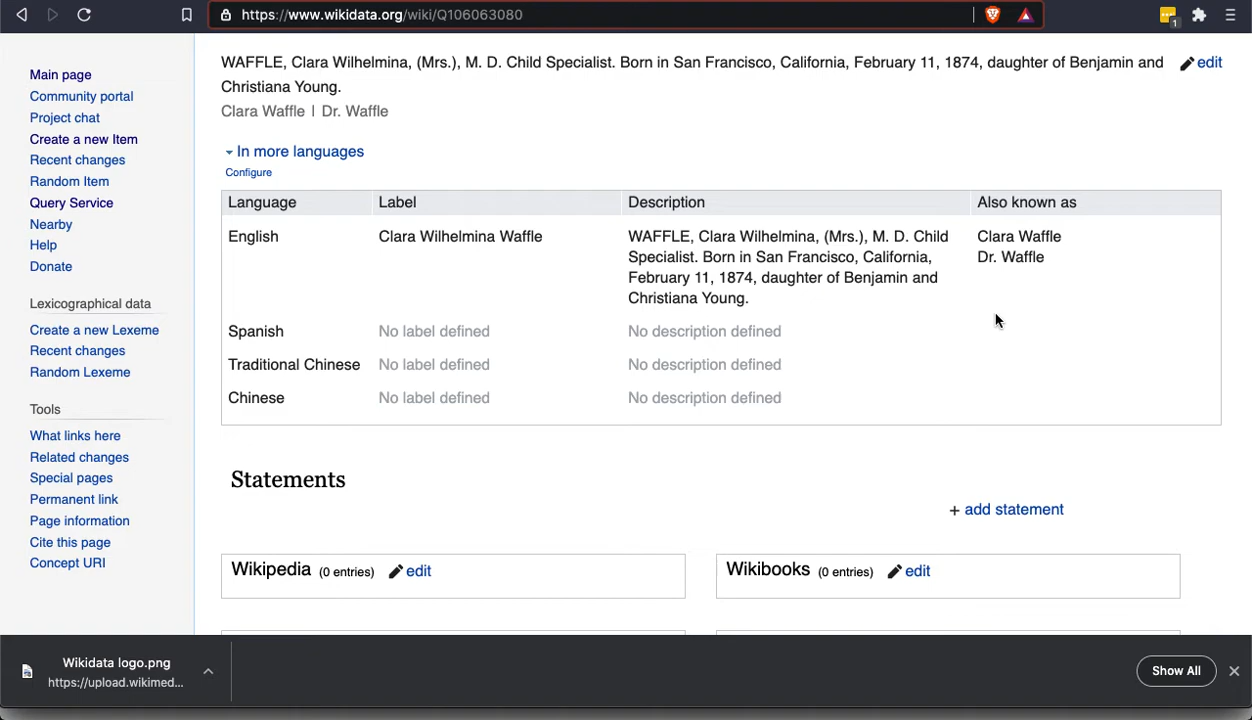 https://www.wikidata.org/wiki/Q106063080
1
Main page
Community portal
Project chat
Create a new Item
Recent changes
Random Item
Query Service
Nearby
Help
Donate
Lexicographical data
Create a new Lexeme
Recent changes
Random Lexeme
Tools
What links here
Related changes
Special pages
Permanent link
Page information
Cite this page
Concept URI
WAFFLE, Clara Wilhelmina, (Mrs.), M. D. Child Specialist. Born in San Francisco, California, February 11, 1874, daughter of Benjamin and
Christiana Young.
edit
Clara Waffle | Dr. Waffle
In more languages
Configure
Language Label Description Also known as
English Clara Wilhelmina Waffle WAFFLE, Clara Wilhelmina, (Mrs.), M. D. Child Clara Waffle
Specialist. Born in San Francisco, California, Dr. Waffle
February 11, 1874, daughter of Benjamin and
Christiana Young.
Spanish No label defined No description defined
Traditional Chinese No label defined No description defined
Chinese No label defined No description defined
Statements
+ add statement
Wikipedia (0 entries) edit
Wikibooks (0 entries) edit
Wikidata logo.png
https://upload.wikimed...
Show All